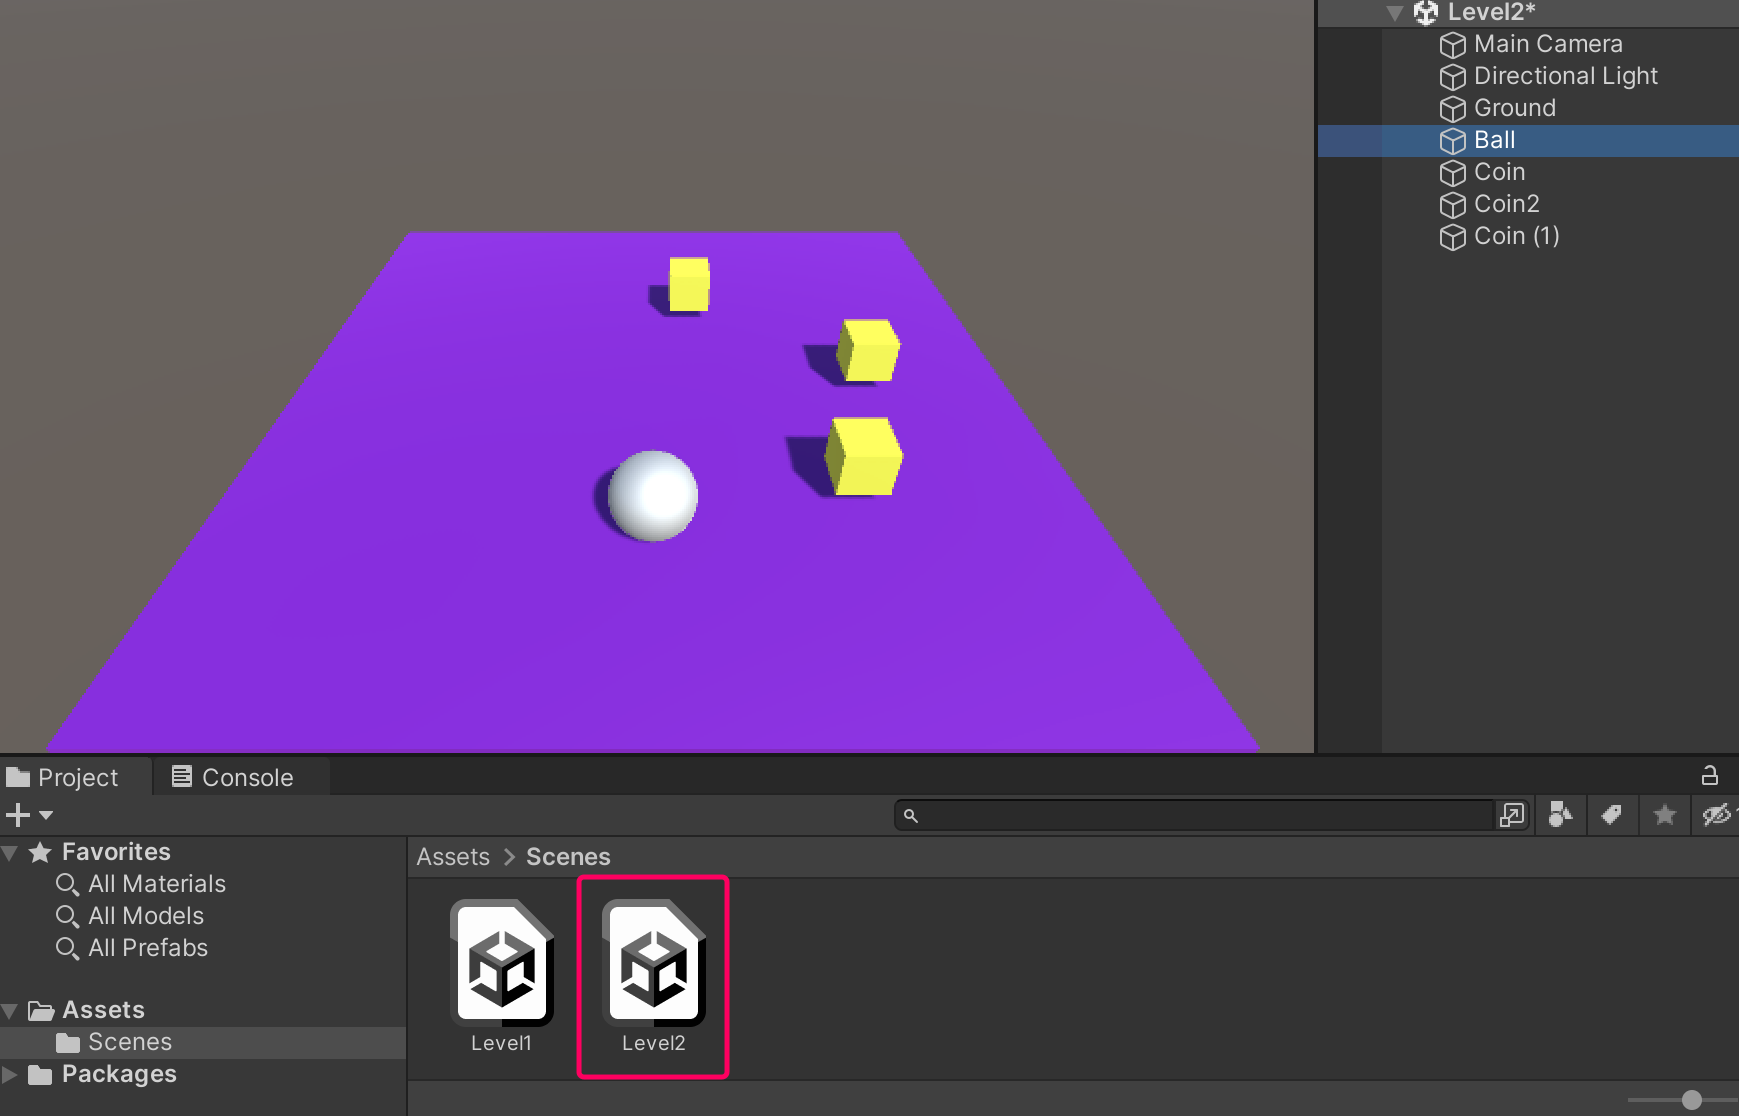 Level2*
Main Camera
Directional Light
Ground
Ball
Coin
Coin2
Coin (1)
Project
Console
Favorites
All Materials
All Models
All Prefabs
Assets
Scenes
Packages
Assets > Scenes
Level1
Level2